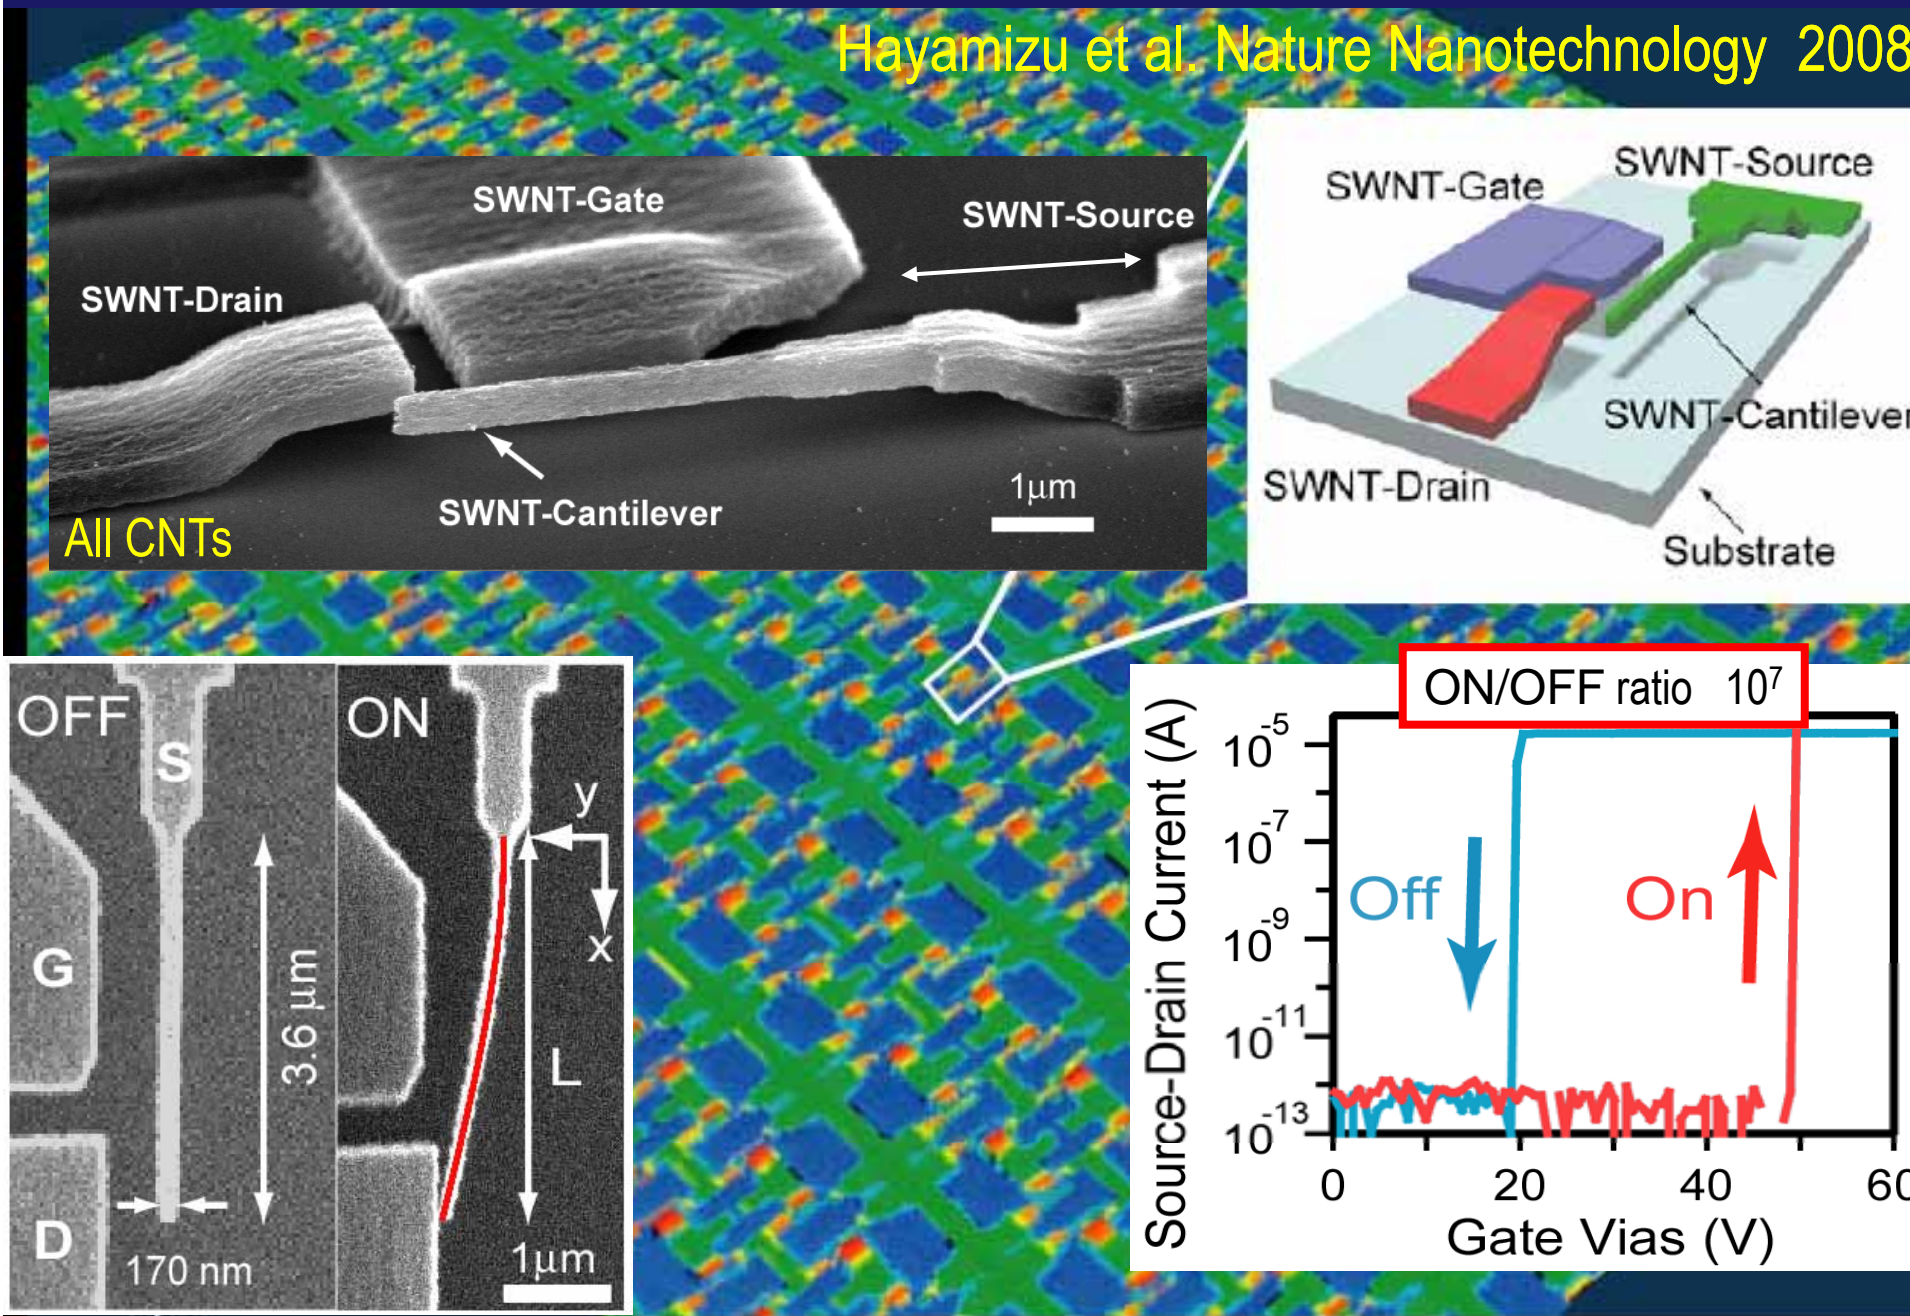 Hayamizu et al. Nature Nanotechnology 2008
SWNT-Gate
SWNT-Source
SWNT-Drain
SWNT-Cantilever
1μm
All CNTs
SWNT-Gate
SWNT-Source
SWNT-Cantilever
SWNT-Drain
Substrate
OFF
S
G
D
3.6 μm
170 nm
ON
y
x
L
1μm
ON/OFF ratio 10⁷
Source-Drain Current (A)
10⁻⁵
10⁻⁷
10⁻⁹
10⁻¹¹
10⁻¹³
Off
On
0 20 40 60
Gate Vias (V)